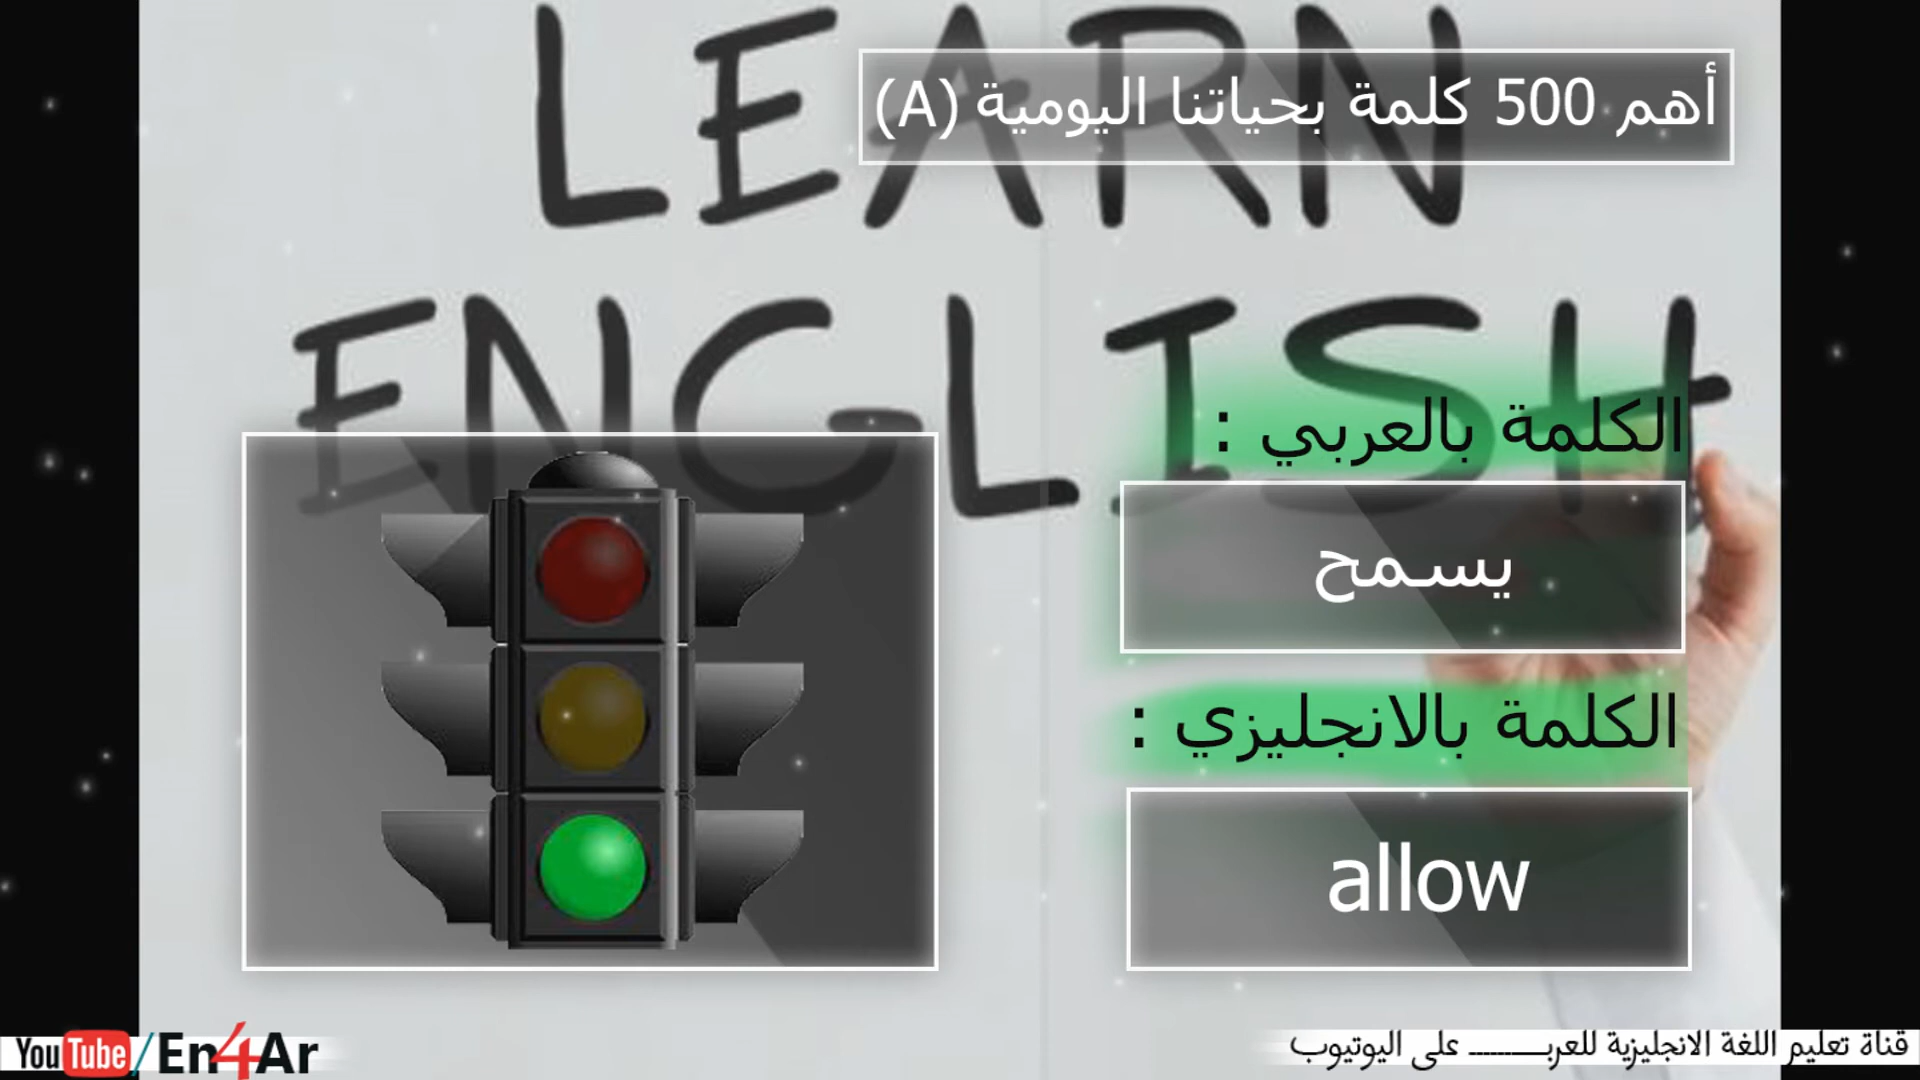 LEARN
ENGLISH
أهم 500 كلمة بحياتنا اليومية (A)
الكلمة بالعربي :
يسمح
الكلمة بالانجليزي :
allow
YouTube/En4Ar
قناة تعليم اللغة الانجليزية للعربـــــــــ على اليوتيوب